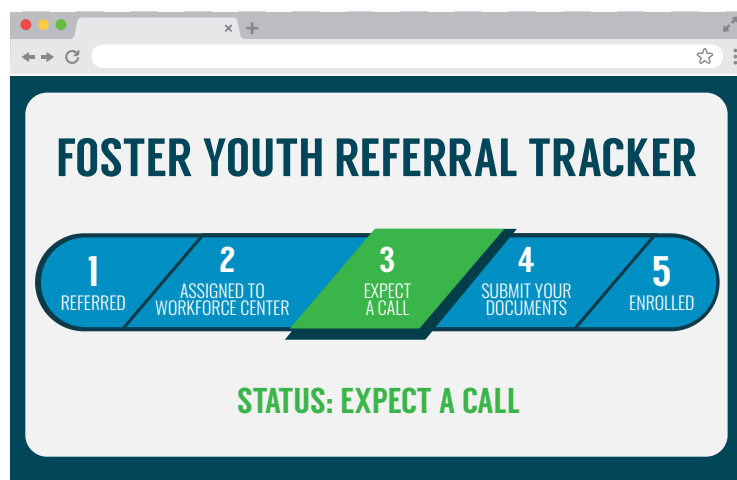 FOSTER YOUTH REFERRAL TRACKER
1
REFERRED
2
ASSIGNED TO
WORKFORCE CENTER
3
EXPECT
A CALL
4
SUBMIT YOUR
DOCUMENTS
5
ENROLLED
STATUS: EXPECT A CALL